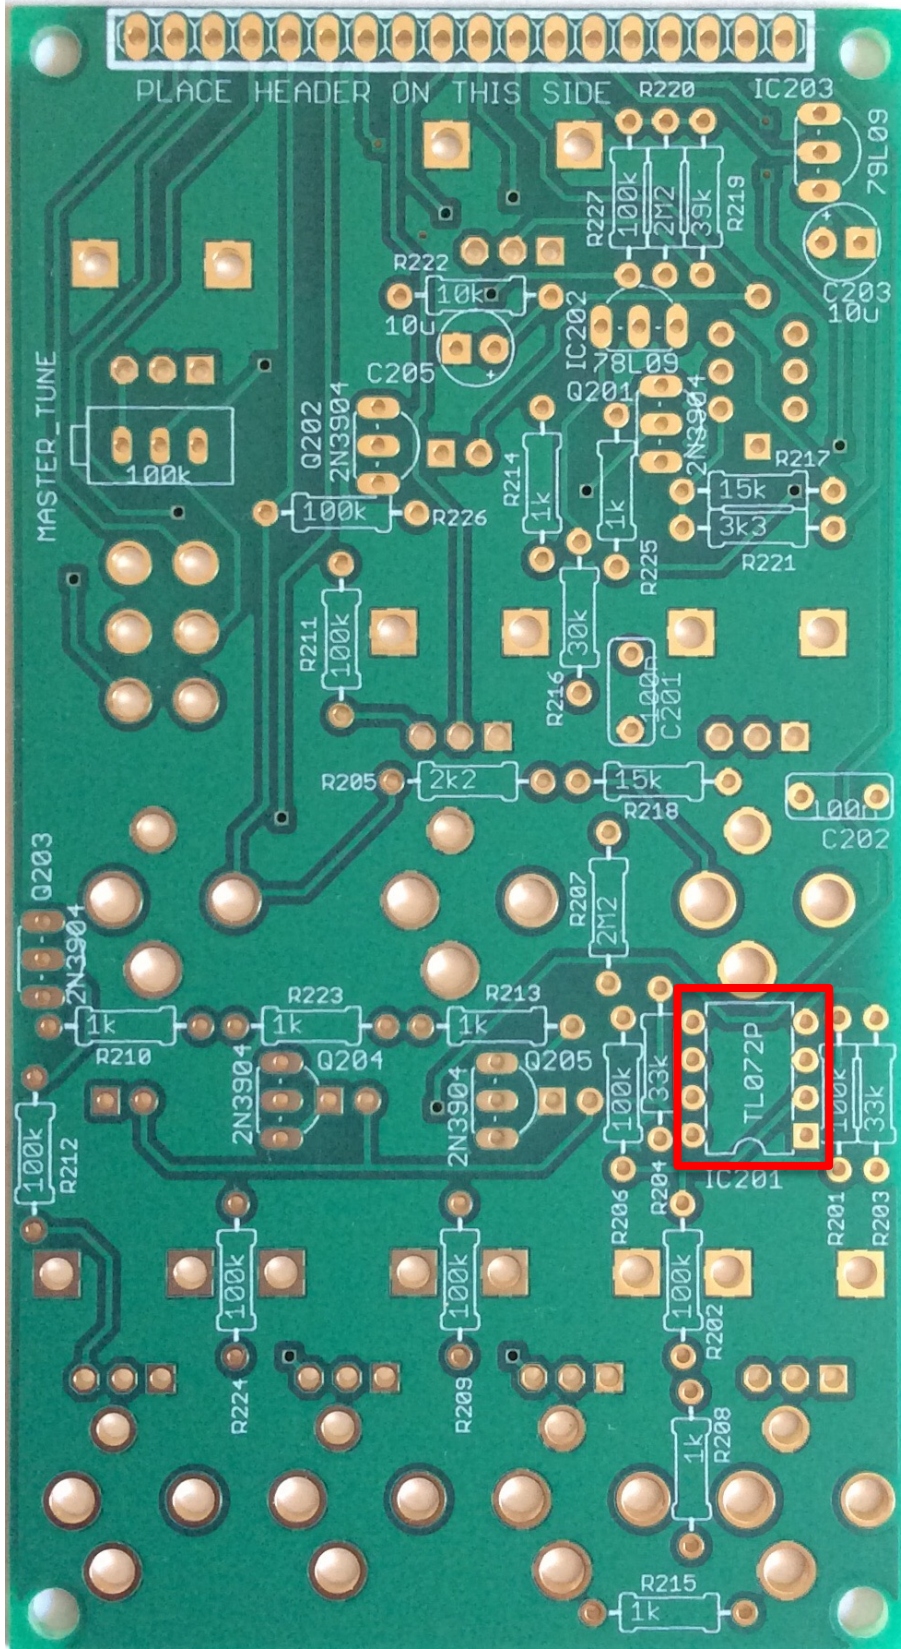 PLACE HEADER ON THIS SIDE
R220
IC203
79L09
R227
100k
2M2
39k
R219
R222
10k
10u
C205
IC202
78L09
C203
10u
MASTER_TUNE
100k
Q202
2N3904
Q201
2N3904
R214
1k
1k
R225
R217
15k
3k3
R221
100k
R226
R211
100k
30k
R216
100n
C201
R205
2k2
15k
R218
100n
C202
Q203
2N3904
R207
2M2
1k
R210
R223
1k
R213
1k
Q204
2N3904
Q205
2N3904
100k
R212
100k
R206
33k
R204
TL072P
IC201
100k
R201
33k
R203
100k
R224
100k
R209
100k
R202
1k
R208
R215
1k